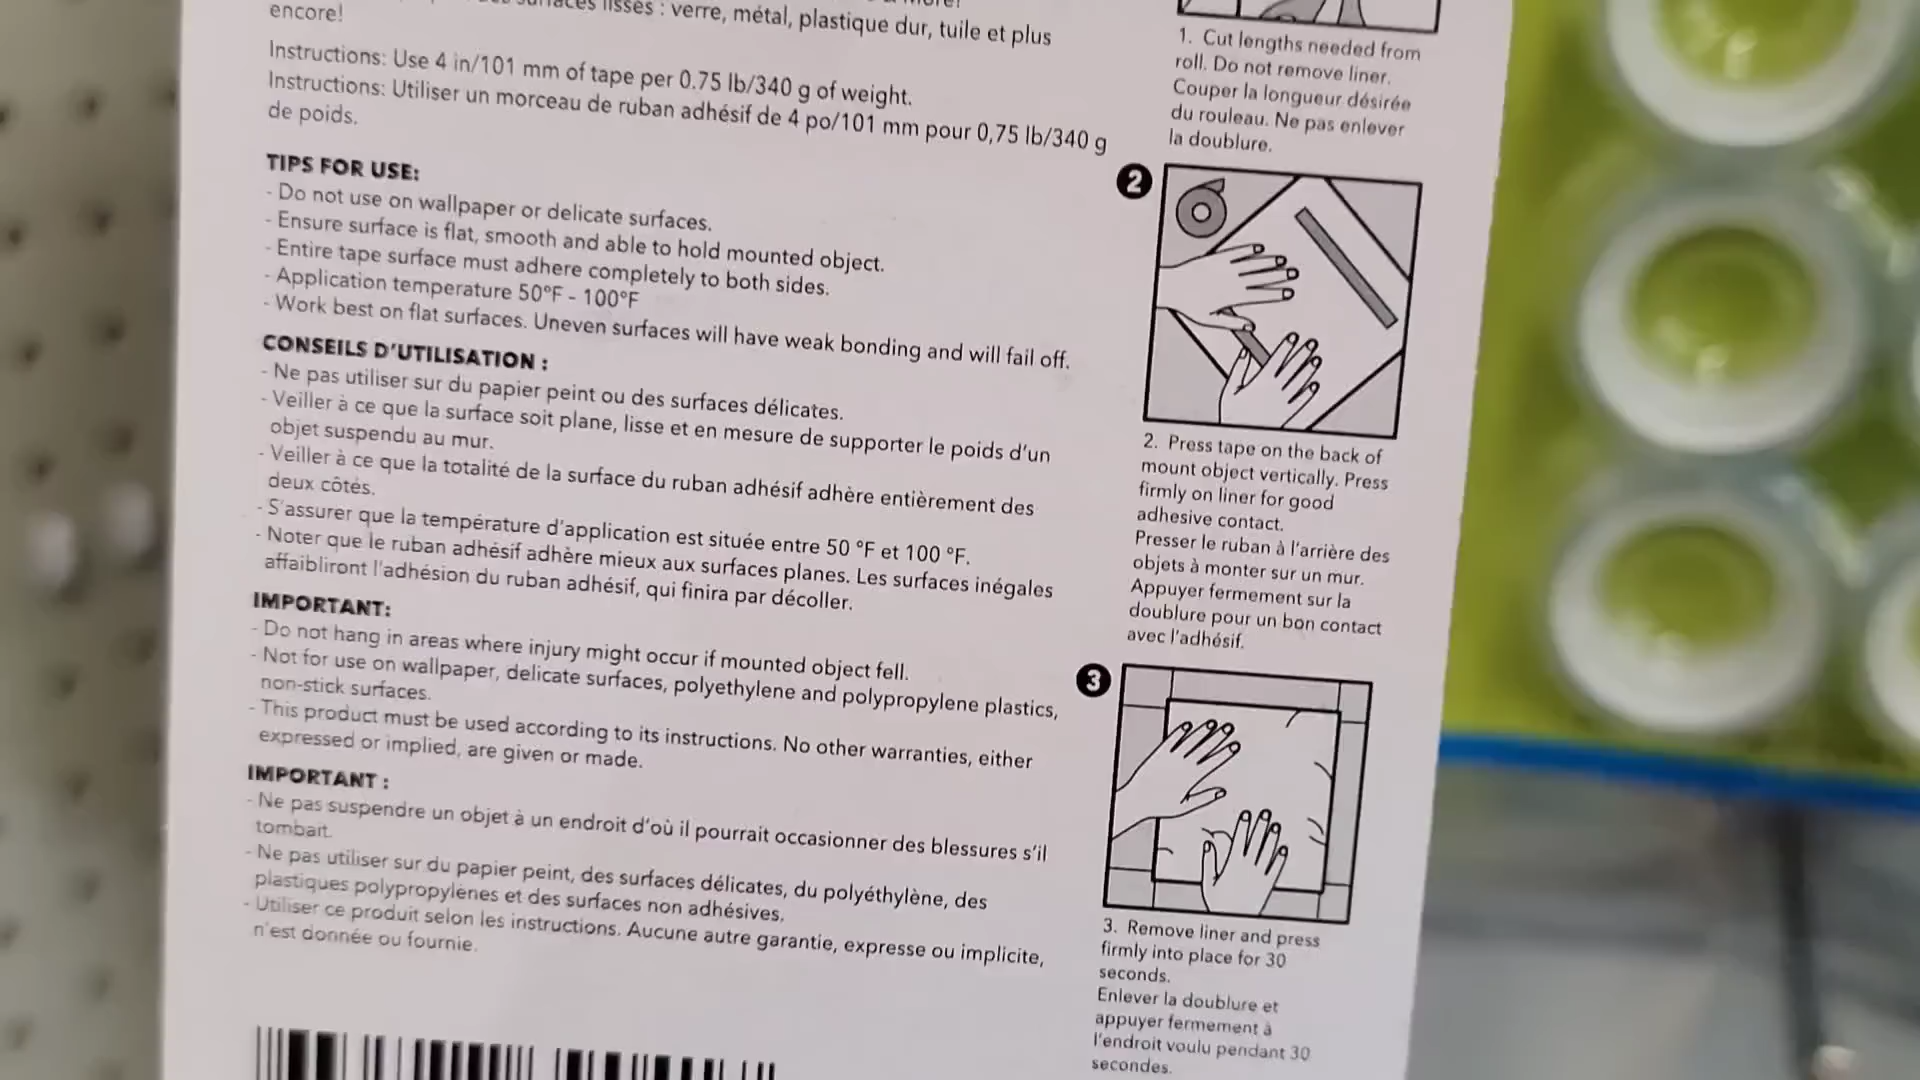 surfaces lisses : verre, métal, plastique dur, tuile et plus
encore!
Instructions: Use 4 in/101 mm of tape per 0.75 lb/340 g of weight.
Instructions: Utiliser un morceau de ruban adhésif de 4 po/101 mm pour 0,75 lb/340 g
de poids.
TIPS FOR USE:
- Do not use on wallpaper or delicate surfaces.
- Ensure surface is flat, smooth and able to hold mounted object.
- Entire tape surface must adhere completely to both sides.
- Application temperature 50°F - 100°F
- Work best on flat surfaces. Uneven surfaces will have weak bonding and will fail off.
CONSEILS D'UTILISATION :
- Ne pas utiliser sur du papier peint ou des surfaces délicates.
- Veiller à ce que la surface soit plane, lisse et en mesure de supporter le poids d'un
objet suspendu au mur.
- Veiller à ce que la totalité de la surface du ruban adhésif adhère entièrement des
deux côtés.
- S'assurer que la température d'application est située entre 50 °F et 100 °F.
- Noter que le ruban adhésif adhère mieux aux surfaces planes. Les surfaces inégales
affaibliront l'adhésion du ruban adhésif, qui finira par décoller.
IMPORTANT:
- Do not hang in areas where injury might occur if mounted object fell.
- Not for use on wallpaper, delicate surfaces, polyethylene and polypropylene plastics,
non-stick surfaces.
- This product must be used according to its instructions. No other warranties, either
expressed or implied, are given or made.
IMPORTANT :
- Ne pas suspendre un objet à un endroit d'où il pourrait occasionner des blessures s'il
tombait.
- Ne pas utiliser sur du papier peint, des surfaces délicates, du polyéthylène, des
plastiques polypropylènes et des surfaces non adhésives.
- Utiliser ce produit selon les instructions. Aucune autre garantie, expresse ou implicite,
n'est donnée ou fournie.
1. Cut lengths needed from
roll. Do not remove liner.
Couper la longueur désirée
du rouleau. Ne pas enlever
la doublure.
2
2. Press tape on the back of
mount object vertically. Press
firmly on liner for good
adhesive contact.
Presser le ruban à l'arrière des
objets à monter sur un mur.
Appuyer fermement sur la
doublure pour un bon contact
avec l'adhésif.
3
3. Remove liner and press
firmly into place for 30
seconds.
Enlever la doublure et
appuyer fermement à
l'endroit voulu pendant 30
secondes.